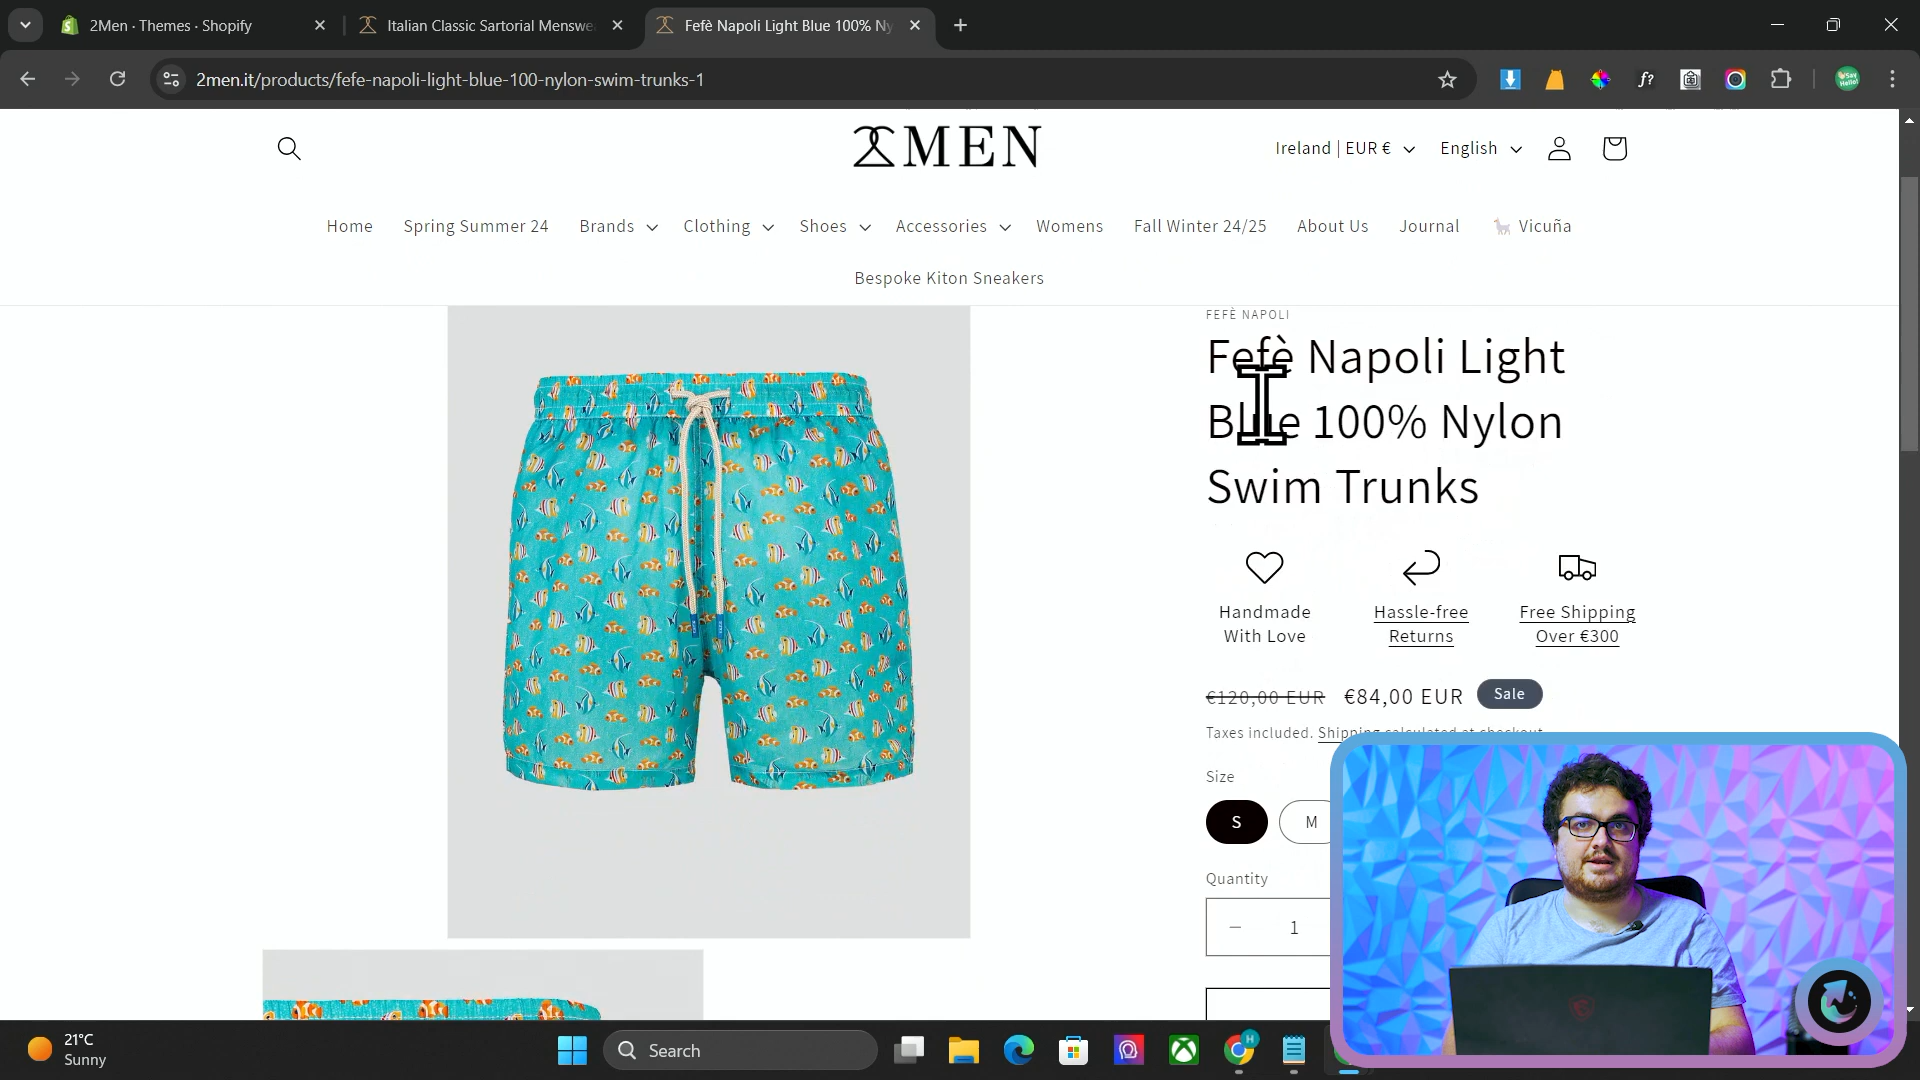 2Men · Themes · Shopify
Italian Classic Sartorial Menswe
Fefè Napoli Light Blue 100% Ny
2men.it/products/fefe-napoli-light-blue-100-nylon-swim-trunks-1
f?
2MEN
Ireland | EUR €
English
Home
Spring Summer 24
Brands
Clothing
Shoes
Accessories
Womens
Fall Winter 24/25
About Us
Journal
🦙 Vicuña
Bespoke Kiton Sneakers
FEFÈ NAPOLI
Fefè Napoli Light
Blue 100% Nylon
Swim Trunks
Handmade
With Love
Hassle-free
Returns
Free Shipping
Over €300
€120,00 EUR €84,00 EUR Sale
Taxes included. Shipping calculated at checkout.
Size
S
M
Quantity
− 1
21°C
Sunny
Search